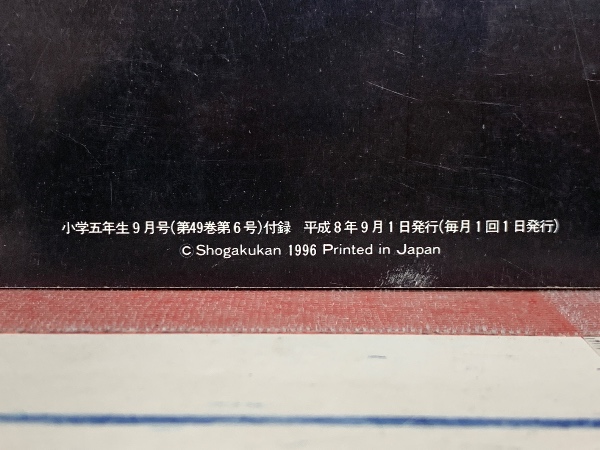 小学五年生9月号(第49巻第6号)付録　平成8年9月1日発行(毎月1回1日発行)
© Shogakukan 1996 Printed in Japan